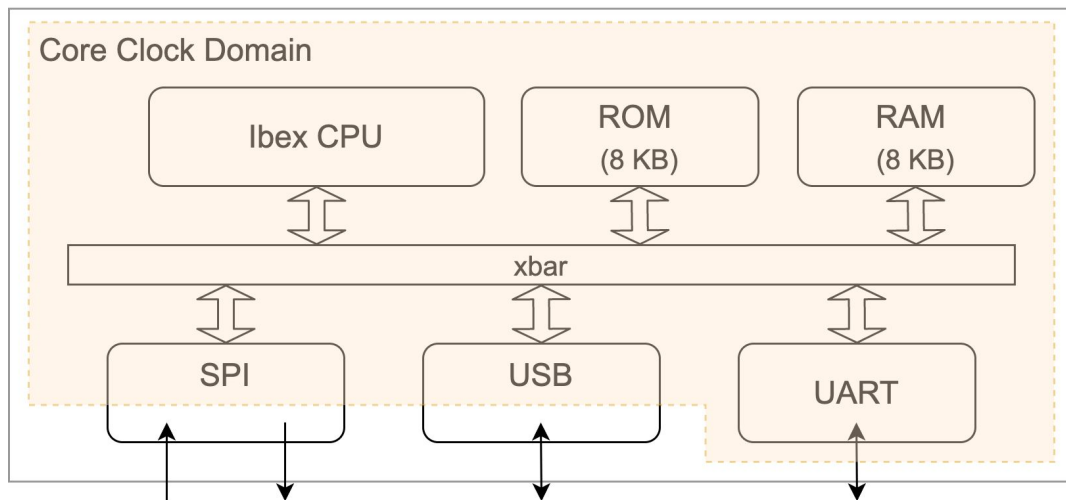 Core Clock Domain
Ibex CPU
ROM
(8 KB)
RAM
(8 KB)
xbar
SPI
USB
UART